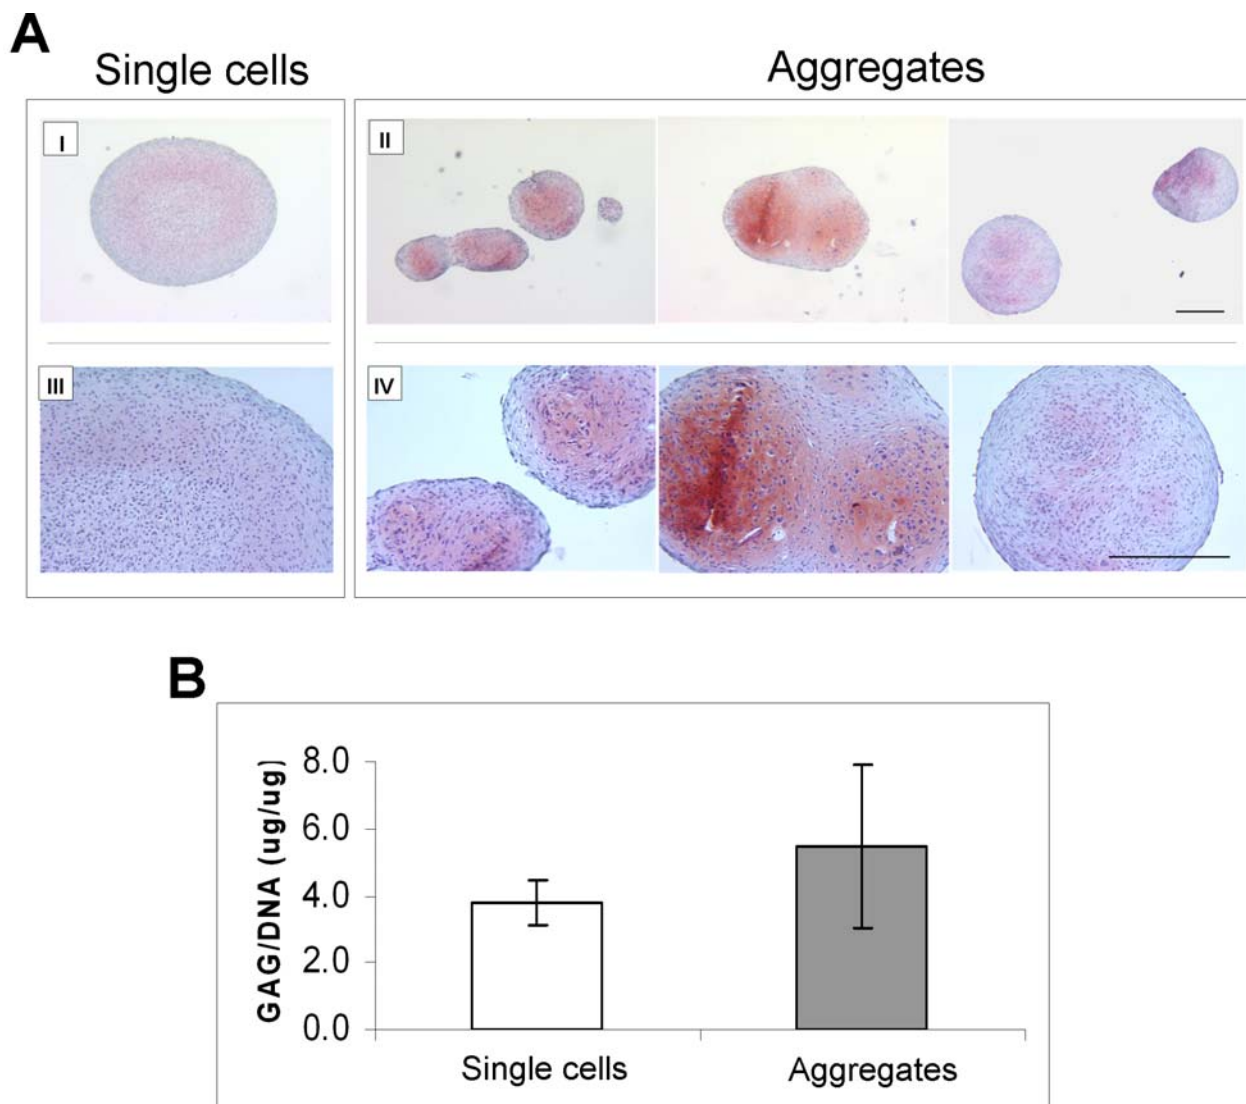 A
Single cells
Aggregates
I
II
III
IV
B
GAG/DNA (ug/ug)
8.0
6.0
4.0
2.0
0.0
Single cells
Aggregates